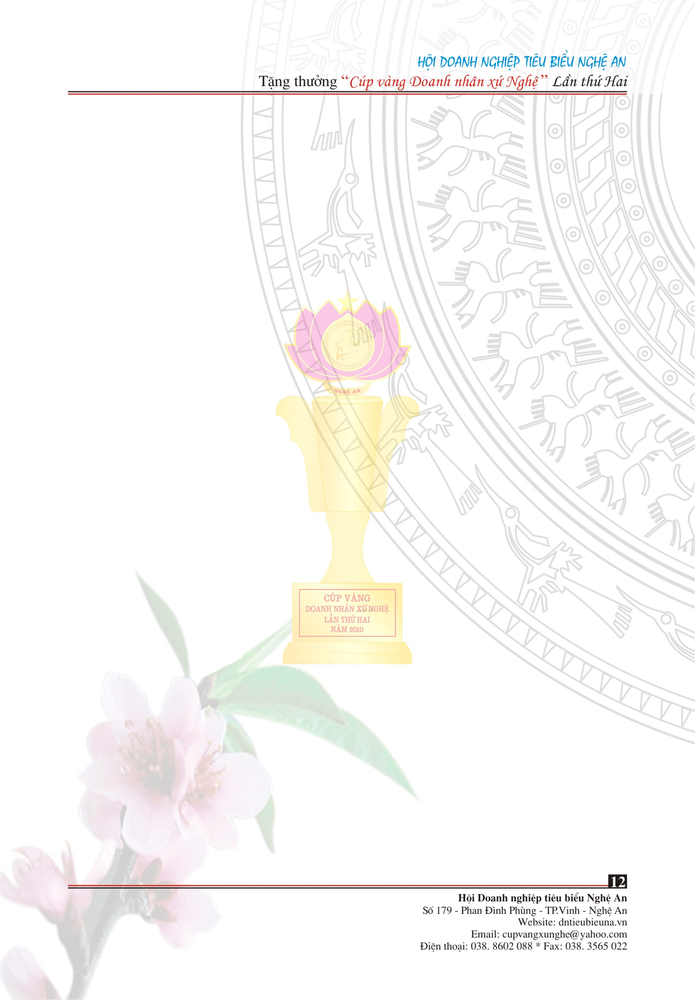 HỘI DOANH NGHIỆP TIÊU BIỂU NGHỆ AN
Tặng thưởng “Cúp vàng Doanh nhân xứ Nghệ” Lần thứ Hai
NGHỆ AN
CÚP VÀNG
DOANH NHÂN XỨ NGHỆ
LẦN THỨ HAI
NĂM 2010
12
Hội Doanh nghiệp tiêu biểu Nghệ An
Số 179 - Phan Đình Phùng - TP.Vinh - Nghệ An
Website: dntieubieuna.vn
Email: cupvangxunghe@yahoo.com
Điện thoại: 038. 8602 088 * Fax: 038. 3565 022